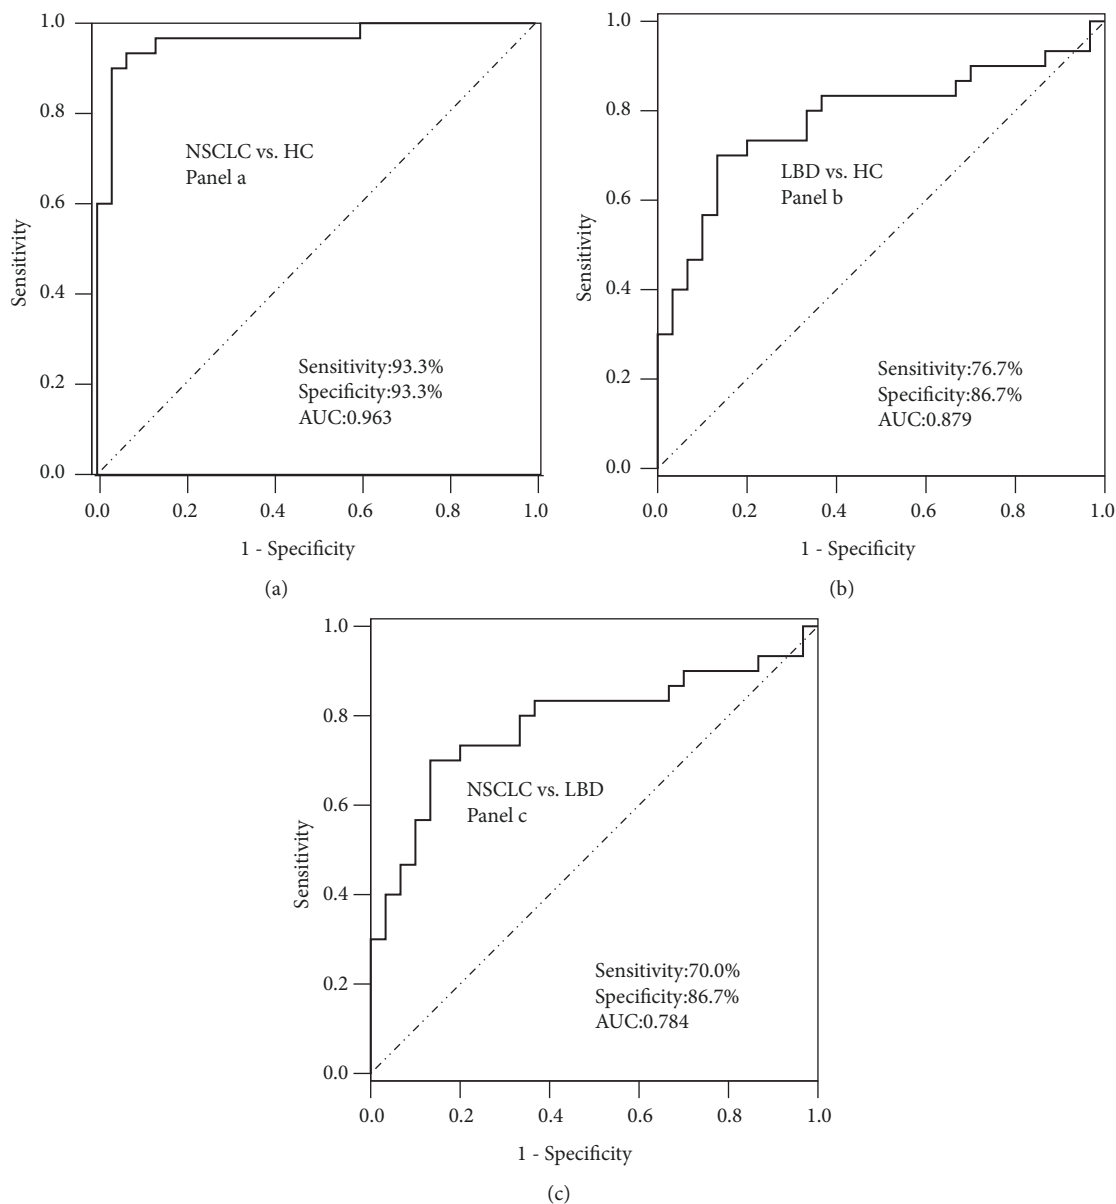 1.0
0.8
0.6
0.4
0.2
0.0
Sensitivity
NSCLC vs. HC
Panel a
Sensitivity:93.3%
Specificity:93.3%
AUC:0.963
0.0 0.2 0.4 0.6 0.8 1.0
1 - Specificity
(a)
1.0
0.8
0.6
0.4
0.2
0.0
Sensitivity
LBD vs. HC
Panel b
Sensitivity:76.7%
Specificity:86.7%
AUC:0.879
0.0 0.2 0.4 0.6 0.8 1.0
1 - Specificity
(b)
1.0
0.8
0.6
0.4
0.2
0.0
Sensitivity
NSCLC vs. LBD
Panel c
Sensitivity:70.0%
Specificity:86.7%
AUC:0.784
0.0 0.2 0.4 0.6 0.8 1.0
1 - Specificity
(c)